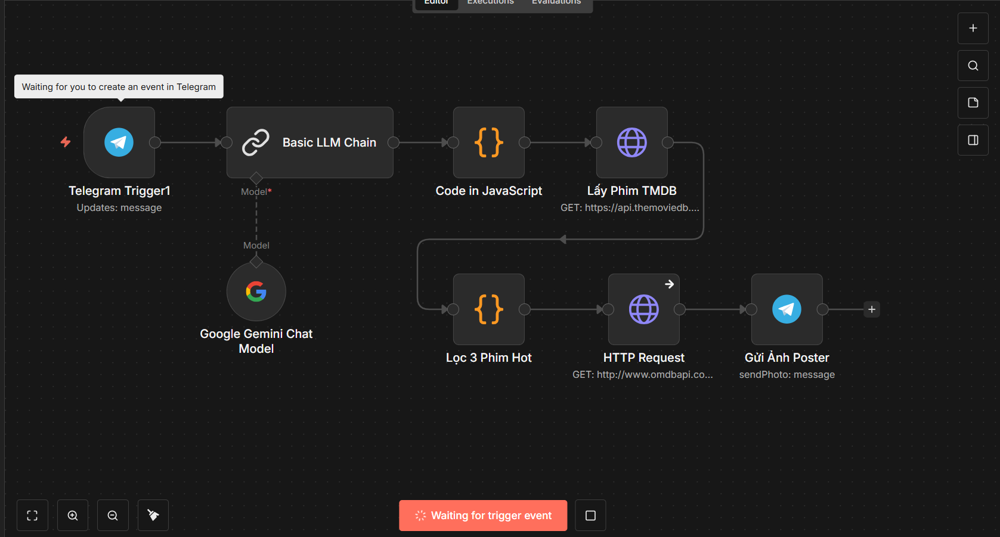 Editor
Executions
Evaluations
Waiting for you to create an event in Telegram
Basic LLM Chain
Model*
Telegram Trigger1
Updates: message
Code in JavaScript
Lấy Phim TMDB
GET: https://api.themoviedb....
Model
Google Gemini Chat
Model
Lọc 3 Phim Hot
HTTP Request
GET: http://www.omdbapi.co...
Gửi Ảnh Poster
sendPhoto: message
Waiting for trigger event